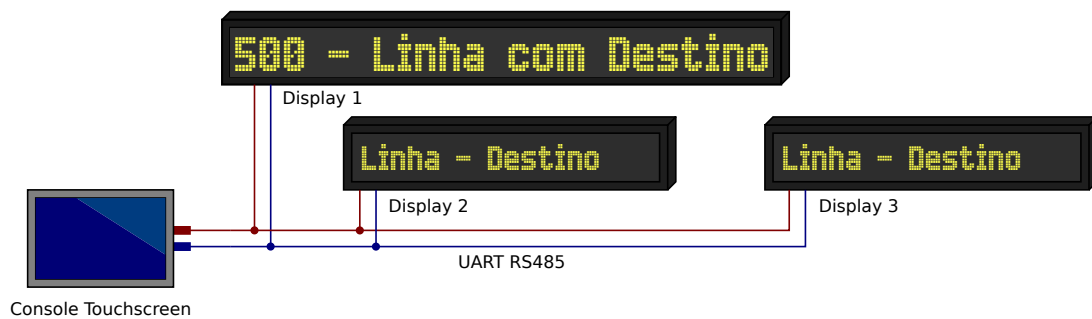 500 - Linha com Destino
Display 1
Linha - Destino
Linha - Destino
Display 2
Display 3
UART RS485
Console Touchscreen